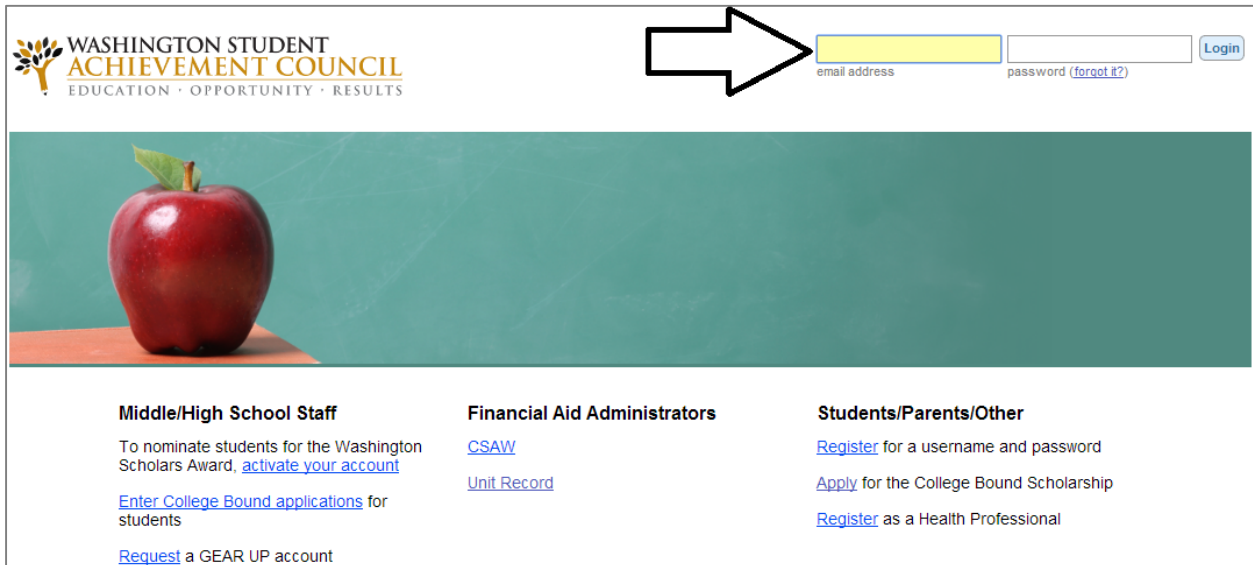 WASHINGTON STUDENT
ACHIEVEMENT COUNCIL
EDUCATION · OPPORTUNITY · RESULTS
Login
email address
password (forgot it?)
Middle/High School Staff
To nominate students for the Washington
Scholars Award, activate your account
Enter College Bound applications for
students
Request a GEAR UP account
Financial Aid Administrators
CSAW
Unit Record
Students/Parents/Other
Register for a username and password
Apply for the College Bound Scholarship
Register as a Health Professional